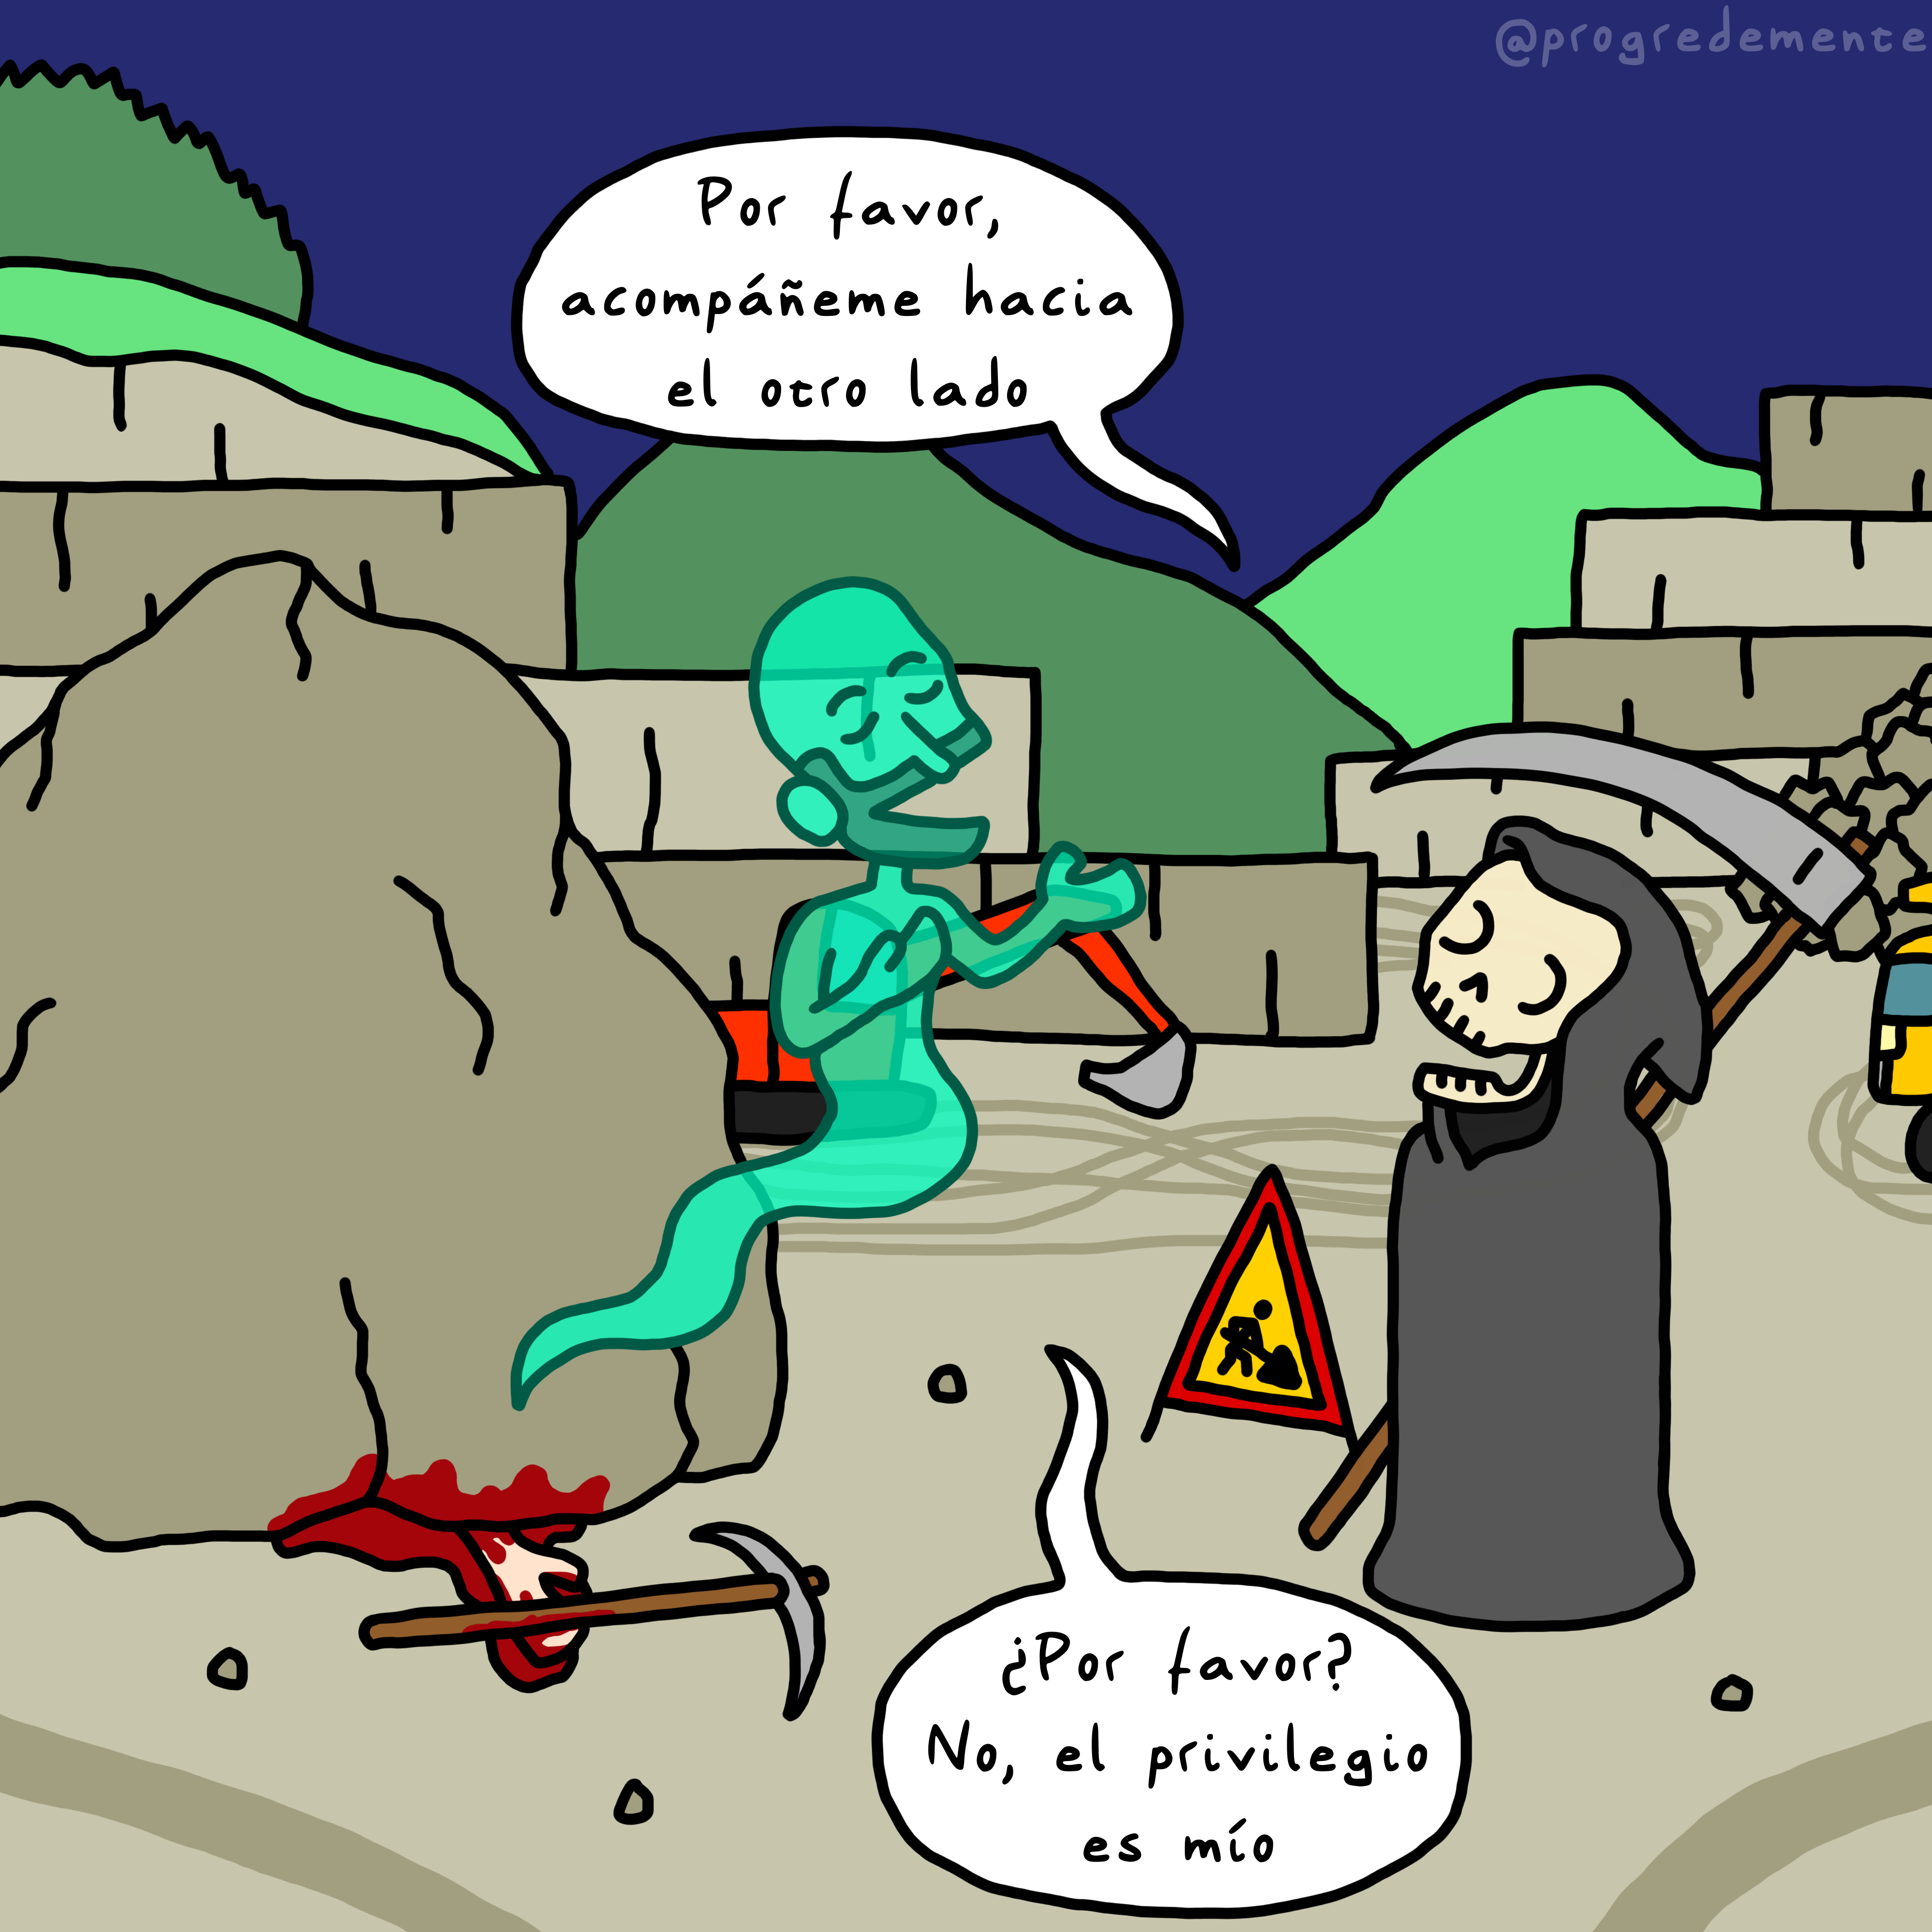 @progredemente
Por favor,
acompáñeme hacia
el otro lado
¿Por favor?
No, el privilegio
es mío